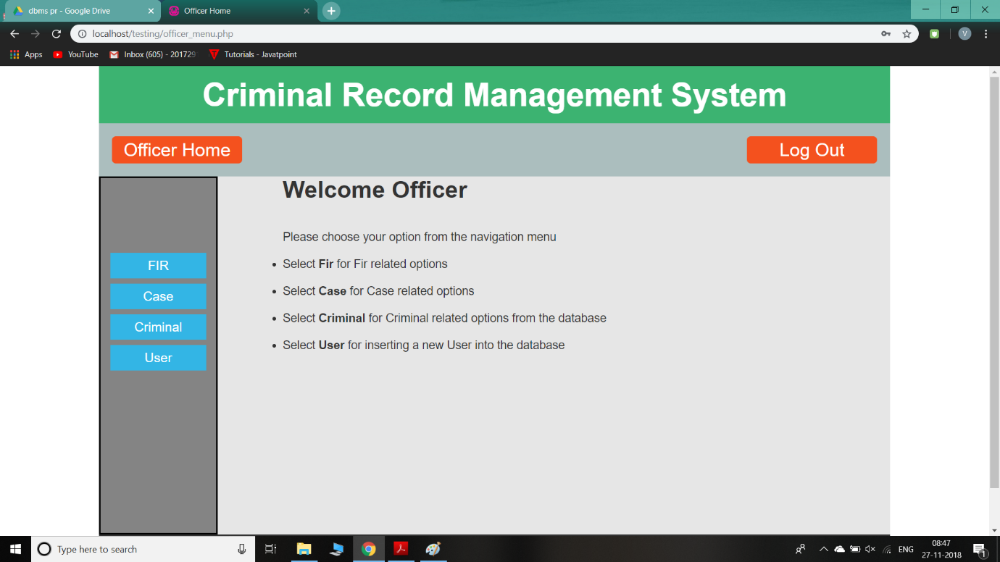 dbms pr - Google Drive
Officer Home
localhost/testing/officer_menu.php
V
Apps YouTube Inbox (605) - 201729 Tutorials - Javatpoint
Criminal Record Management System
Officer Home Log Out
Welcome Officer
Please choose your option from the navigation menu
FIR
Case
Criminal
User
• Select Fir for Fir related options
• Select Case for Case related options
• Select Criminal for Criminal related options from the database
• Select User for inserting a new User into the database
Type here to search
ENG
08:47
27-11-2018
1